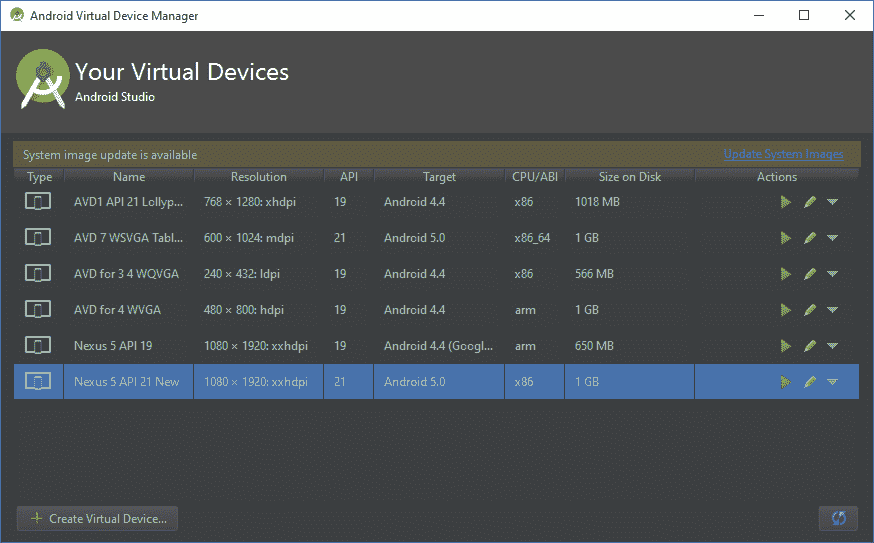 Android Virtual Device Manager
Your Virtual Devices
Android Studio
System image update is available Update System Images
Type Name Resolution API Target CPU/ABI Size on Disk Actions
AVD1 API 21 Lollyp... 768 × 1280: xhdpi 19 Android 4.4 x86 1018 MB
AVD 7 WSVGA Tabl... 600 × 1024: mdpi 21 Android 5.0 x86_64 1 GB
AVD for 3 4 WQVGA 240 × 432: ldpi 19 Android 4.4 x86 566 MB
AVD for 4 WVGA 480 × 800: hdpi 19 Android 4.4 arm 1 GB
Nexus 5 API 19 1080 × 1920: xxhdpi 19 Android 4.4 (Googl... arm 650 MB
Nexus 5 API 21 New 1080 × 1920: xxhdpi 21 Android 5.0 x86 1 GB
Create Virtual Device...